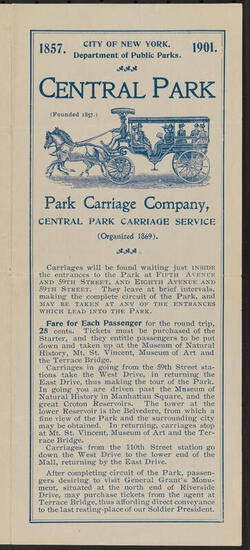 1857. CITY OF NEW YORK. 1901.
Department of Public Parks.
CENTRAL PARK
(Founded 1857.)
Park Carriage Company,
CENTRAL PARK CARRIAGE SERVICE
(Organized 1869).
Carriages will be found waiting just INSIDE
the entrances to the Park at FIFTH AVENUE
AND 59TH STREET, AND EIGHTH AVENUE AND
59TH STREET. They leave at brief intervals,
making the complete circuit of the Park, and
MAY BE TAKEN AT ANY OF THE ENTRANCES
WHICH LEAD INTO THE PARK.
Fare for Each Passenger for the round trip,
25 cents. Tickets must be purchased of the
Starter, and they entitle passengers to be put
down and taken up at the Museum of Natural
History, Mt. St. Vincent, Museum of Art and
the Terrace Bridge.
Carriages in going from the 59th Street sta-
tions take the West Drive, in returning the
East Drive, thus making the tour of the Park.
In going you are driven past the Museum of
Natural History in Manhattan Square, and the
great Croton Reservoirs. The tower at the
lower Reservoir is the Belvedere, from which a
fine view of the Park and the surrounding city
may be obtained. In returning, carriages stop
at Mt. St. Vincent, Museum of Art and the Ter-
race Bridge.
Carriages from the 110th Street station go
down the West Drive to the lower end of the
Mall, returning by the East Drive.
After completing circuit of the Park, passen-
gers desiring to visit General Grant's Monu-
ment, situated at the north end of Riverside
Drive, may purchase tickets from the agent at
Terrace Bridge, thus affording direct conveyance
to the last resting-place of our Soldier President.